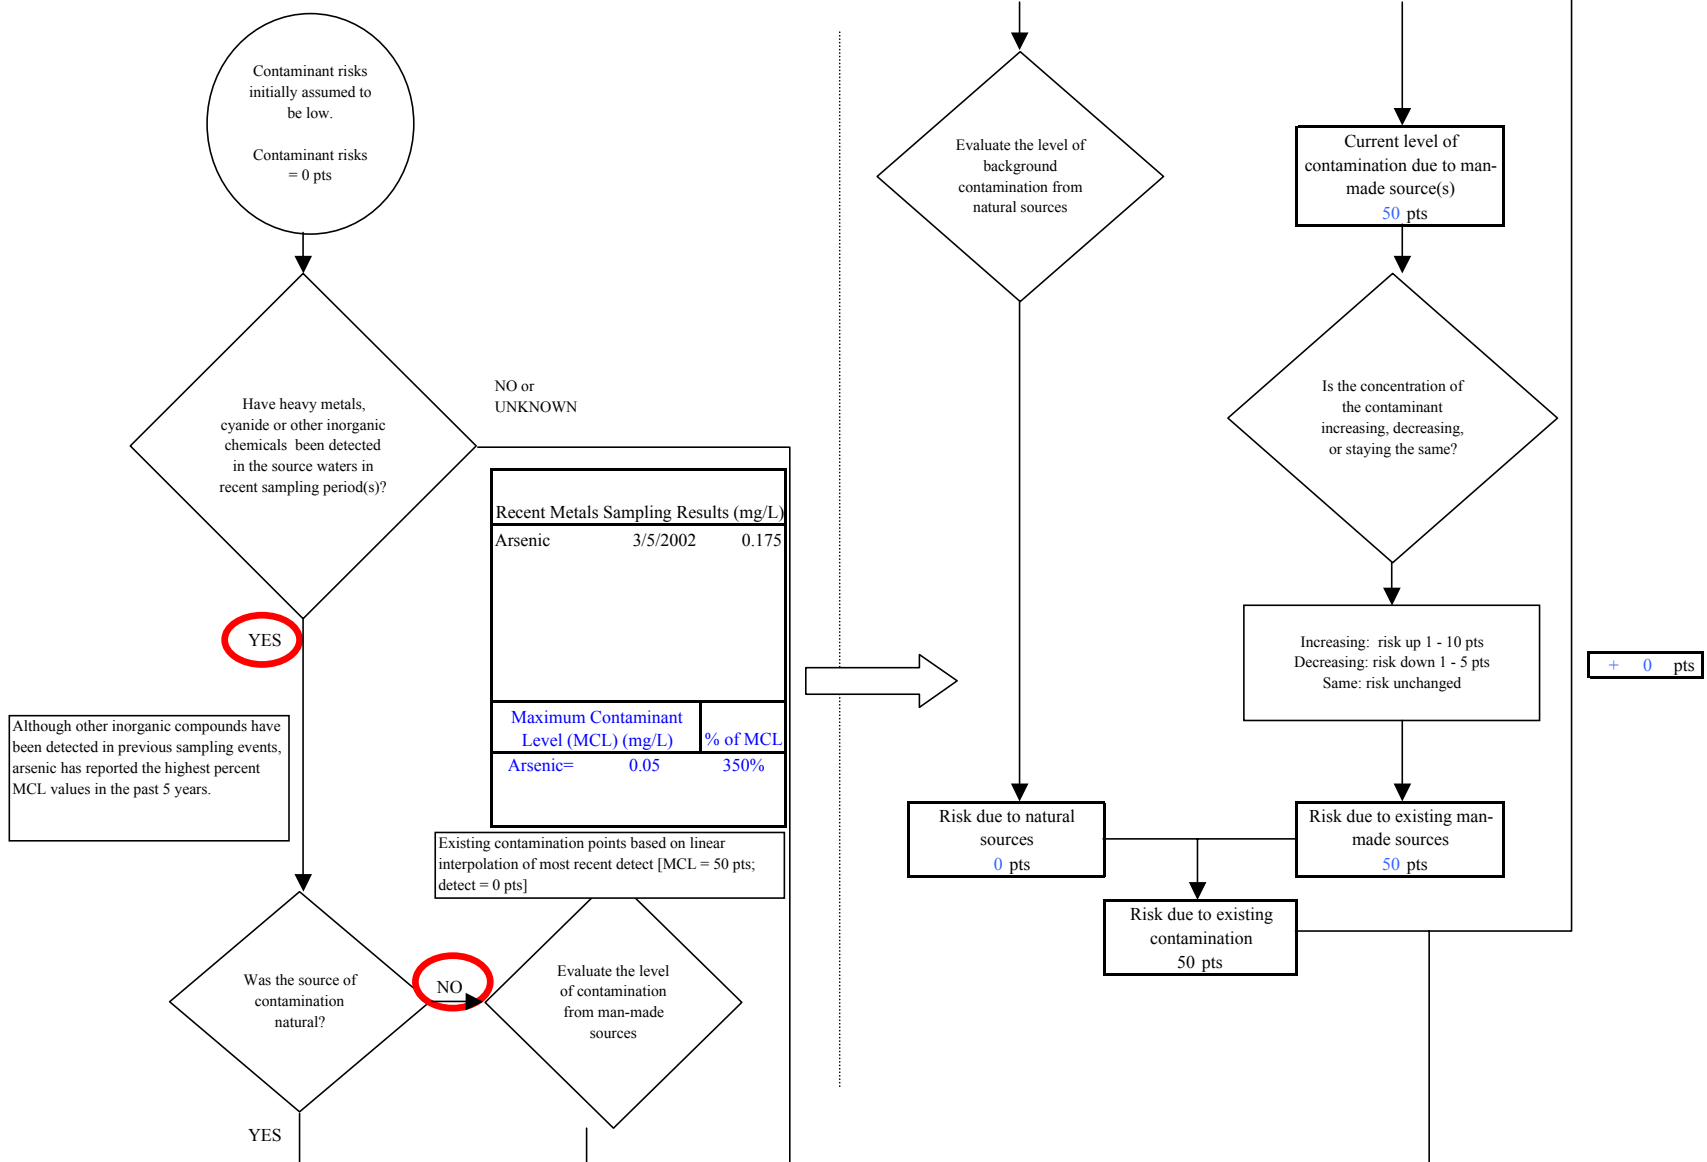 Contaminant risks
initially assumed to
be low.
Contaminant risks
= 0 pts
Have heavy metals,
cyanide or other inorganic
chemicals been detected
in the source waters in
recent sampling period(s)?
NO or
UNKNOWN
YES
Recent Metals Sampling Results (mg/L)
Arsenic 3/5/2002 0.175
Maximum Contaminant
Level (MCL) (mg/L) % of MCL
Arsenic= 0.05 350%
Although other inorganic compounds have
been detected in previous sampling events,
arsenic has reported the highest percent
MCL values in the past 5 years.
Existing contamination points based on linear
interpolation of most recent detect [MCL = 50 pts;
detect = 0 pts]
Was the source of
contamination
natural?
NO
Evaluate the level
of contamination
from man-made
sources
YES
Evaluate the level of
background
contamination from
natural sources
Current level of
contamination due to man-
made source(s)
50 pts
Is the concentration of
the contaminant
increasing, decreasing,
or staying the same?
Increasing: risk up 1 - 10 pts
Decreasing: risk down 1 - 5 pts
Same: risk unchanged
+ 0 pts
Risk due to natural
sources
0 pts
Risk due to existing man-
made sources
50 pts
Risk due to existing
contamination
50 pts